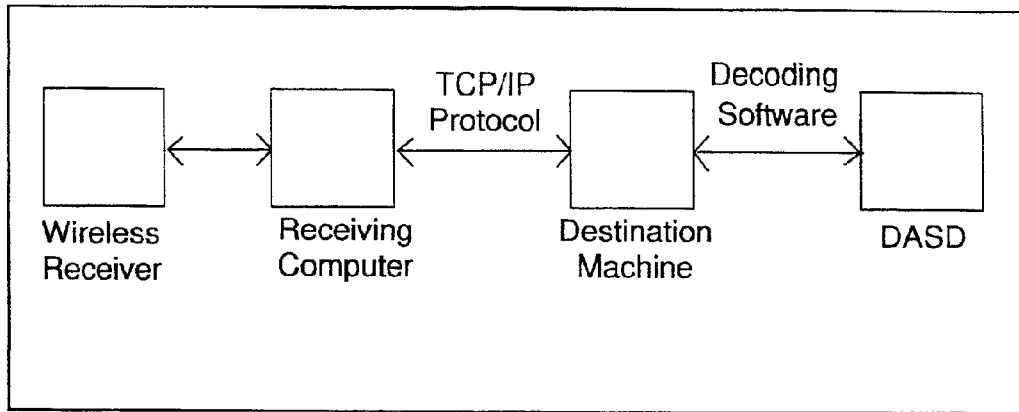 TCP/IP
Protocol
Decoding
Software
Wireless
Receiver
Receiving
Computer
Destination
Machine
DASD